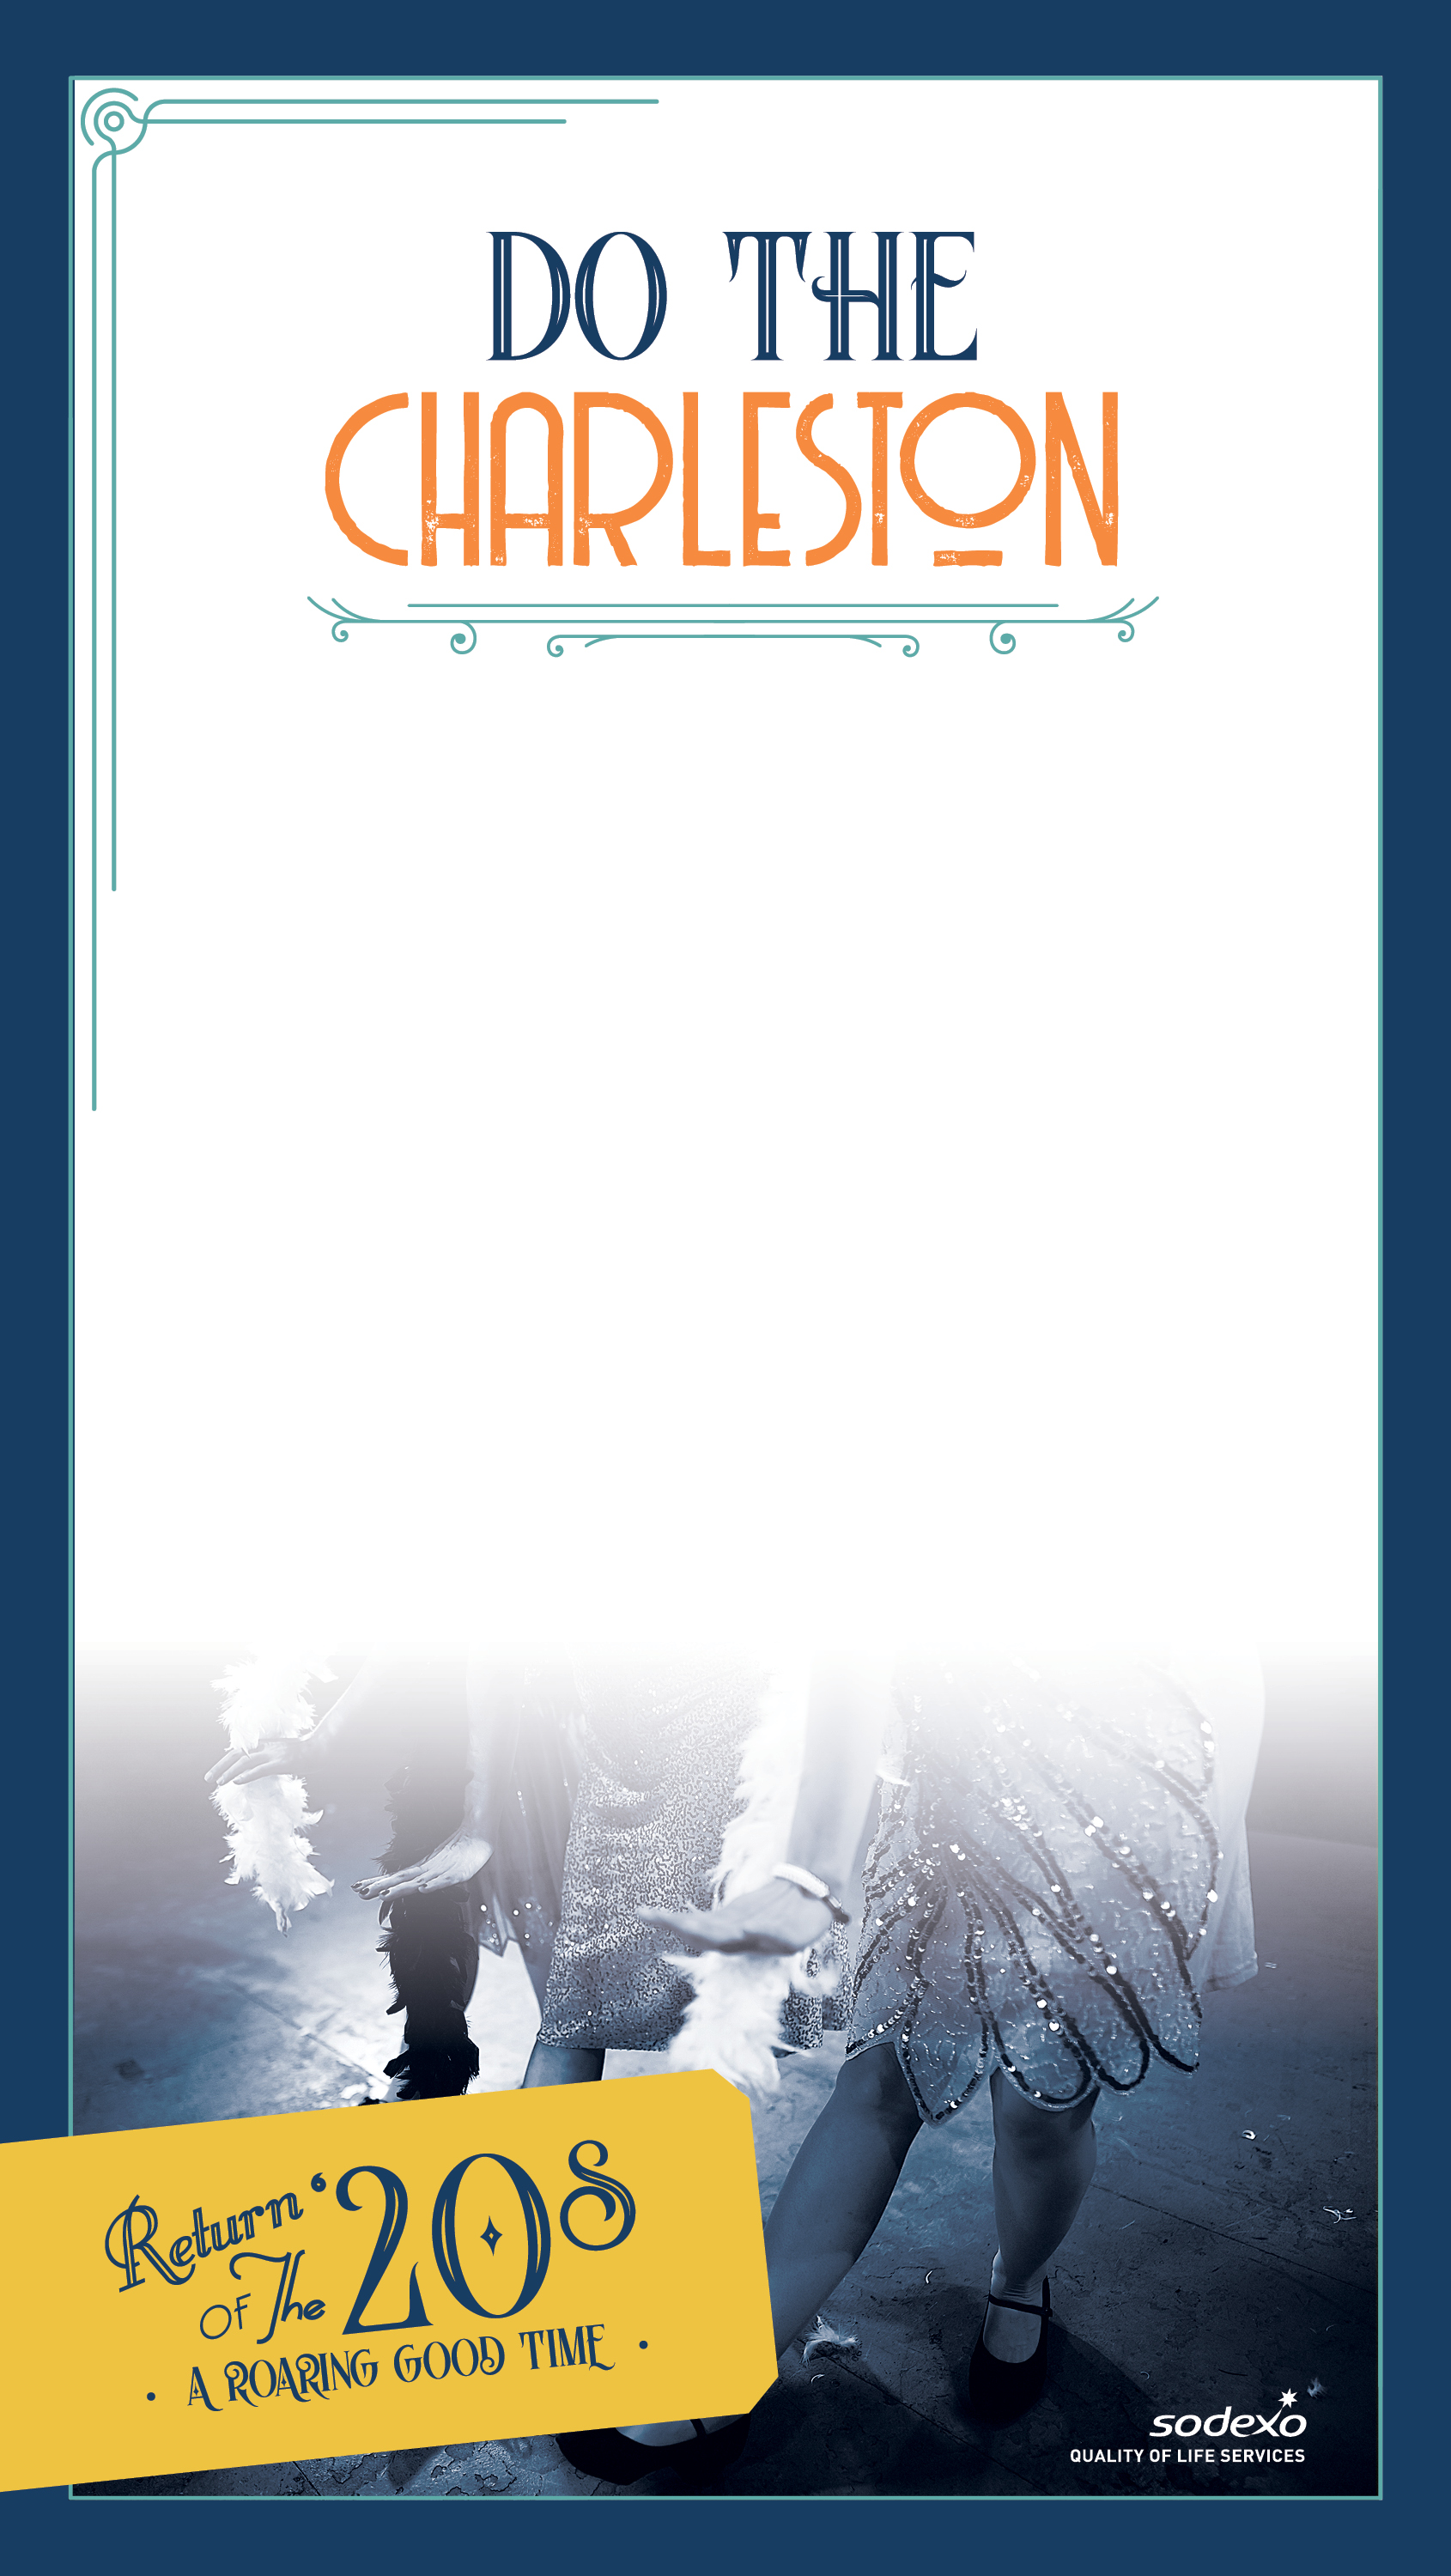 DO THE
CHARLESTON
Return
OF The
‘20s
• A ROARING GOOD TIME •
sodexo
QUALITY OF LIFE SERVICES